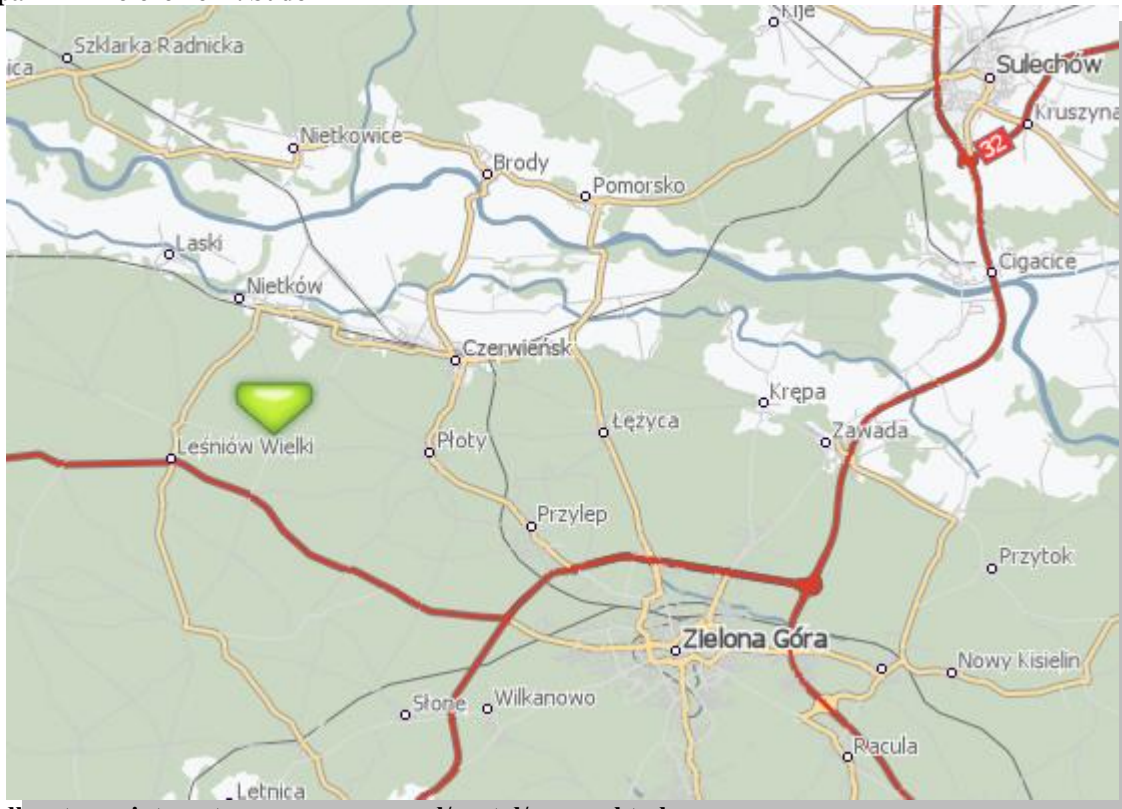 Kije
Szklarka Radnicka
ica
Sulechów
Kruszyna
32
Nietkowice
Brody
Pomorsko
Laski
Cigacice
Nietków
Czerwieńsk
Krępa
Łężyca
Zawada
Płoty
Leśniów Wielki
Przylep
Przytok
Zielona Góra
Nowy Kisielin
Słone
Wilkanowo
Racula
Letnica